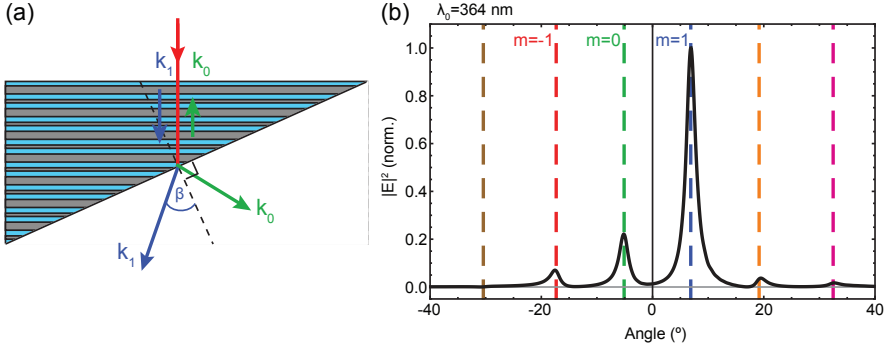 (a)
k₁
k₀
k₁
β
k₀
(b)
λ₀=364 nm
m=-1
m=0
m=1
|E|² (norm.)
1.0
0.8
0.6
0.4
0.2
0.0
-40
-20
0
20
40
Angle (º)